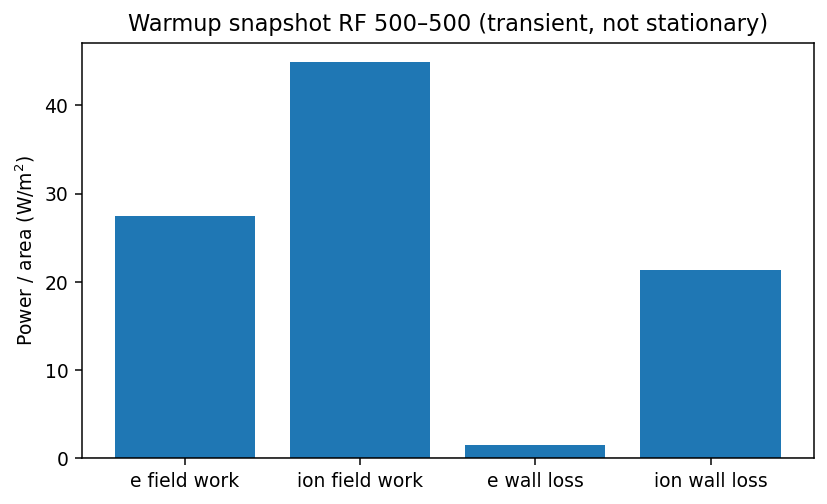 Warmup snapshot RF 500–500 (transient, not stationary)
Power / area (W/m²)
40
30
20
10
0
e field work
ion field work
e wall loss
ion wall loss